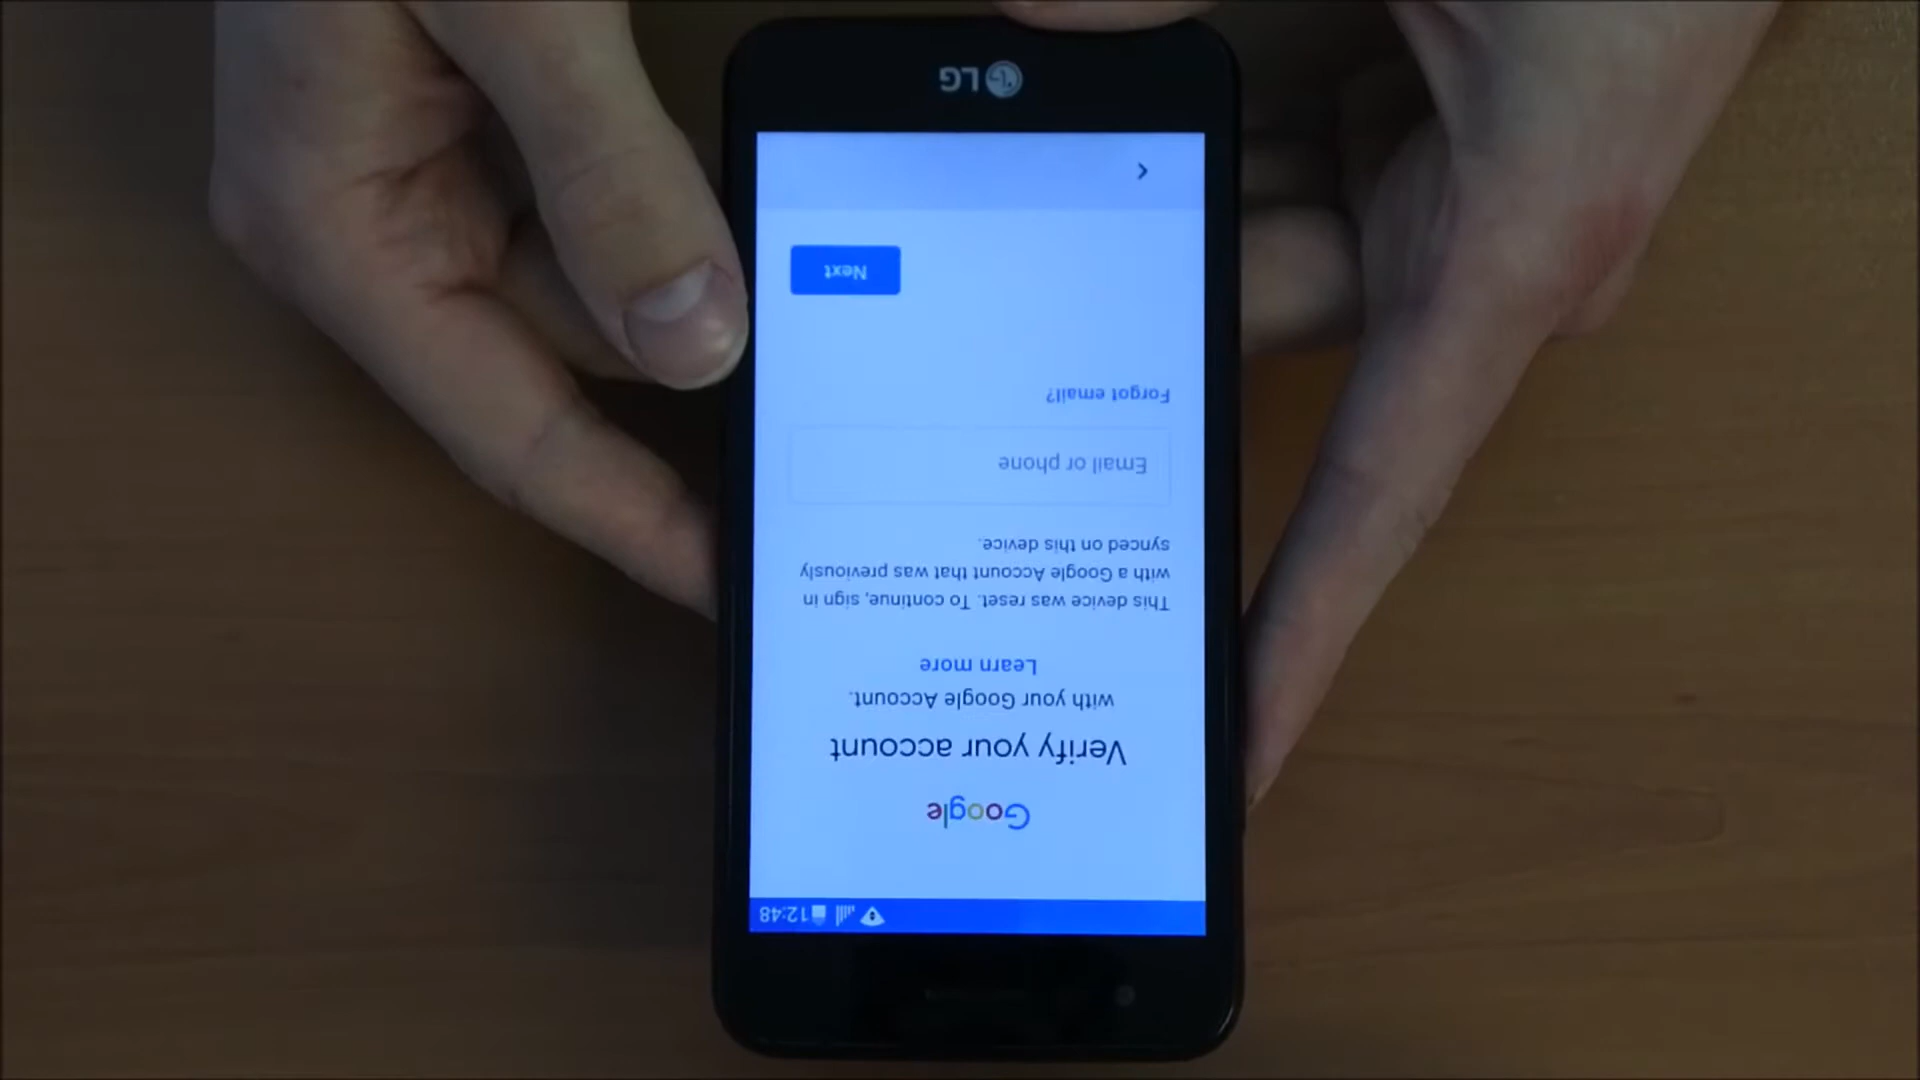 12:48
Google
Verify your account
with your Google Account.
Learn more
This device was reset. To continue, sign in
with a Google Account that was previously
synced on this device.
Email or phone
Forgot email?
Next
LG